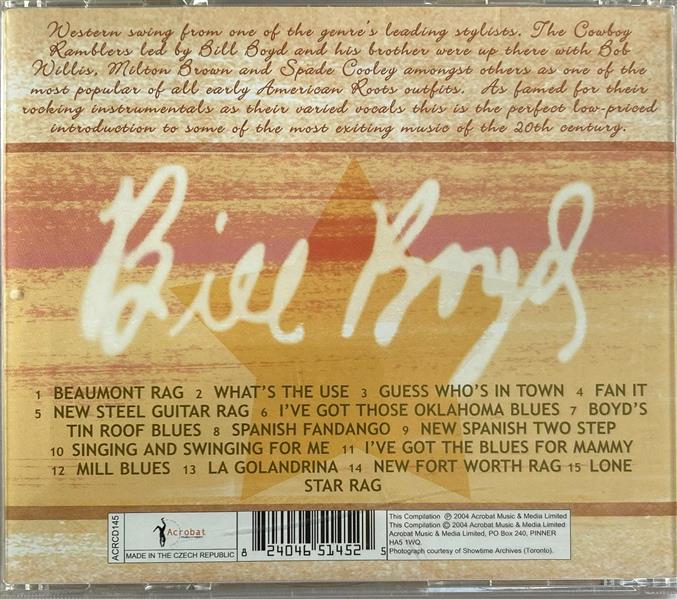 Western swing from one of the genre's leading stylists. The Cowboy
Ramblers led by Bill Boyd and his brother were up there with Bob
Willis, Milton Brown and Spade Cooley amongst others as one of the
most popular of all early American Roots outfits. As famed for their
rocking instrumentals as their varied vocals this is the perfect low-priced
introduction to some of the most exiting music of the 20th century.
Bill Boyd
1 BEAUMONT RAG 2 WHAT'S THE USE 3 GUESS WHO'S IN TOWN 4 FAN IT
5 NEW STEEL GUITAR RAG 6 I'VE GOT THOSE OKLAHOMA BLUES 7 BOYD'S
TIN ROOF BLUES 8 SPANISH FANDANGO 9 NEW SPANISH TWO STEP
10 SINGING AND SWINGING FOR ME 11 I'VE GOT THE BLUES FOR MAMMY
12 MILL BLUES 13 LA GOLANDRINA 14 NEW FORT WORTH RAG 15 LONE
STAR RAG
ACRCD145
Acrobat
MADE IN THE CZECH REPUBLIC
8 24046 51452 5
This Compilation ℗ 2004 Acrobat Music & Media Limited
This Compilation © 2004 Acrobat Music & Media Limited
Acrobat Music & Media Limited, PO Box 240, PINNER
HA5 1WQ.
Photograph courtesy of Showtime Archives (Toronto).